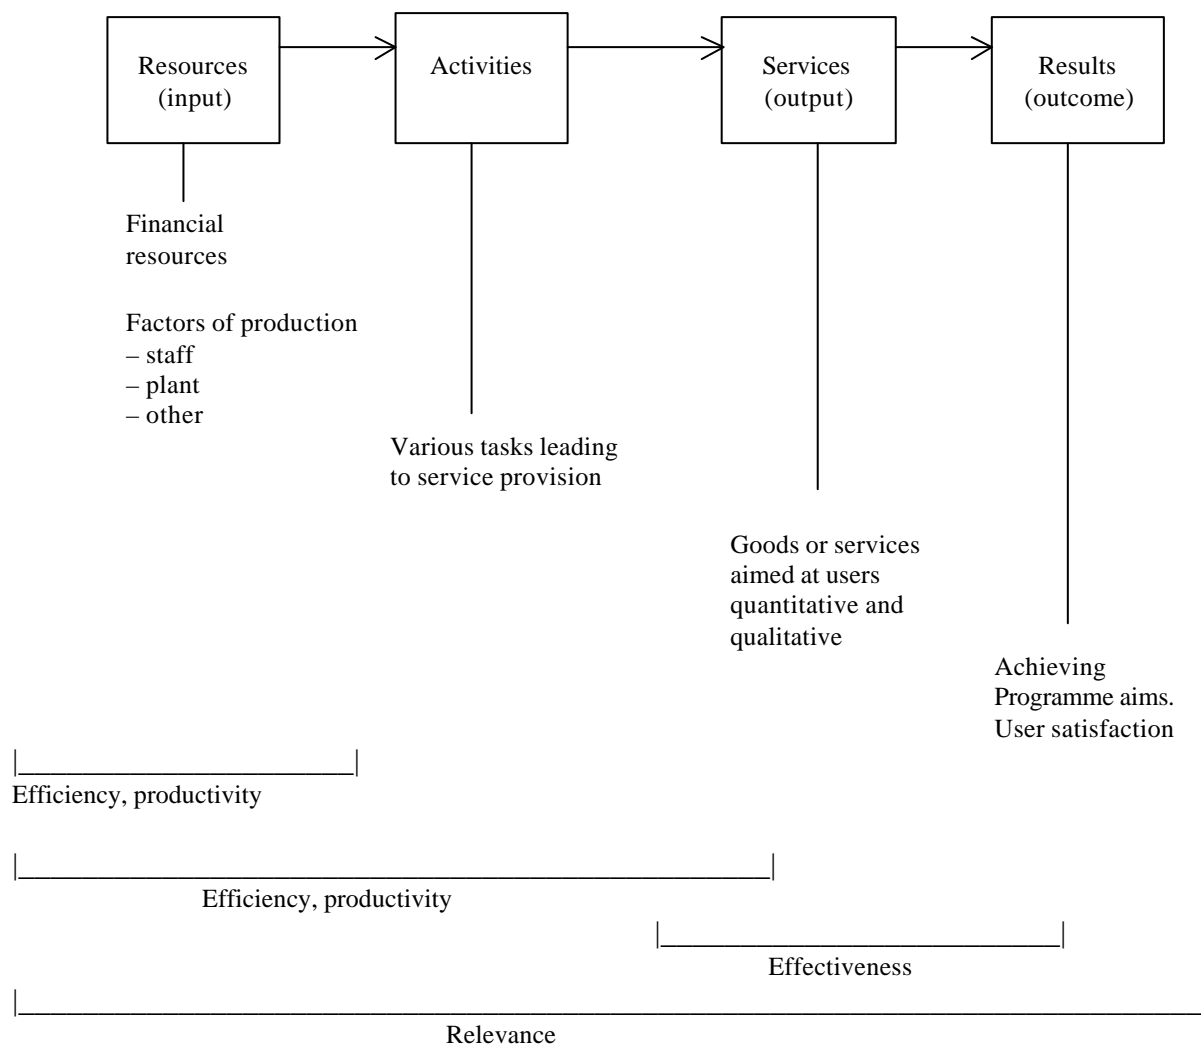 Resources
(input)
Activities
Services
(output)
Results
(outcome)
Financial
resources
Factors of production
– staff
– plant
– other
Various tasks leading
to service provision
Goods or services
aimed at users
quantitative and
qualitative
Achieving
Programme aims.
User satisfaction
Efficiency, productivity
Efficiency, productivity
Effectiveness
Relevance